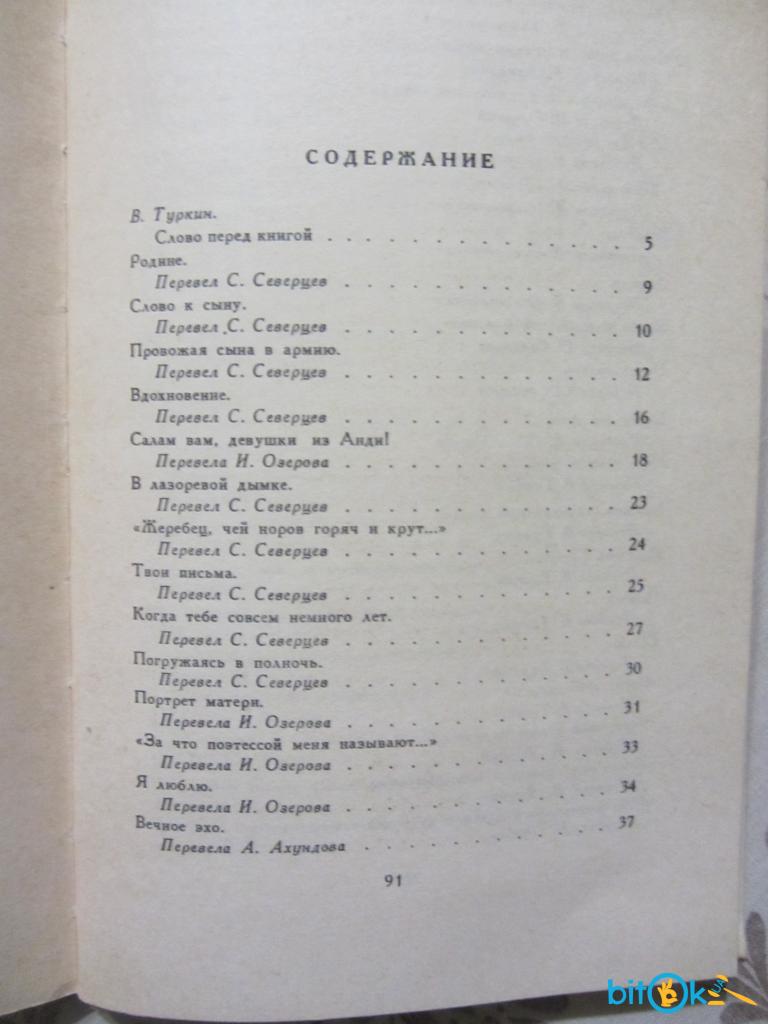 СОДЕРЖАНИЕ
В. Туркин.
Слово перед книгой . . . . . . . . . . . . . . 5
Родине.
Перевел С. Северцев . . . . . . . . . . . . . 9
Слово к сыну.
Перевел С. Северцев . . . . . . . . . . . . . 10
Провожая сына в армию.
Перевел С. Северцев . . . . . . . . . . . . . 12
Вдохновение.
Перевел С. Северцев . . . . . . . . . . . . . 16
Салам вам, девушки из Анди!
Перевела И. Озерова . . . . . . . . . . . . . 18
В лазоревой дымке.
Перевел С. Северцев . . . . . . . . . . . . . 23
«Жеребец, чей норов горяч и крут...»
Перевел С. Северцев . . . . . . . . . . . . . 24
Твои письма.
Перевел С. Северцев . . . . . . . . . . . . . 25
Когда тебе совсем немного лет.
Перевел С. Северцев . . . . . . . . . . . . . 27
Погружаясь в полночь.
Перевел С. Северцев . . . . . . . . . . . . . 30
Портрет матери.
Перевела И. Озерова . . . . . . . . . . . . . 31
«За что поэтессой меня называют...»
Перевела И. Озерова . . . . . . . . . . . . . 33
Я люблю.
Перевела И. Озерова . . . . . . . . . . . . . 34
Вечное эхо.
Перевела А. Ахундова . . . . . . . . . . . . 37
91
bitOk UA